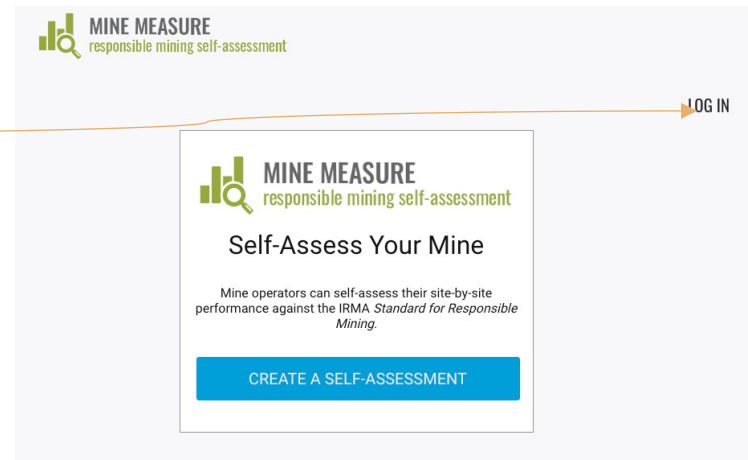 MINE MEASURE
responsible mining self-assessment
LOG IN
MINE MEASURE
responsible mining self-assessment
Self-Assess Your Mine
Mine operators can self-assess their site-by-site
performance against the IRMA Standard for Responsible
Mining.
CREATE A SELF-ASSESSMENT